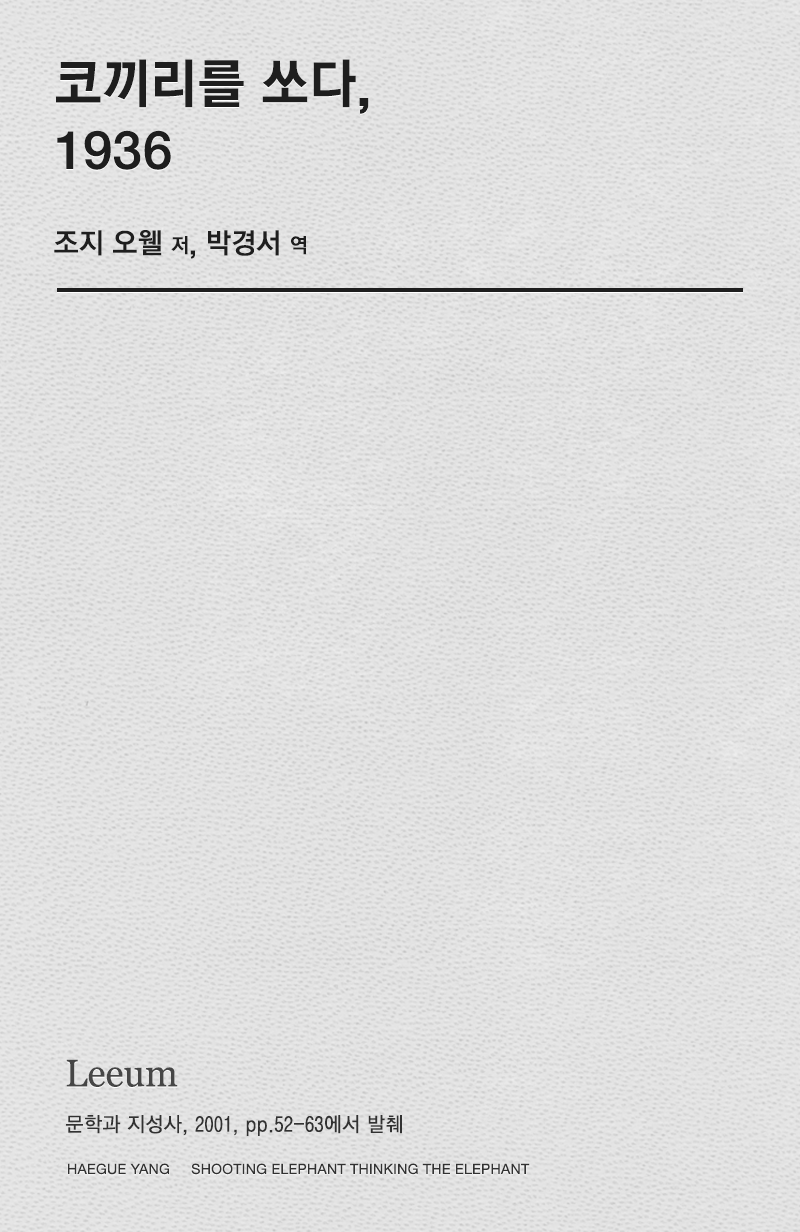 코끼리를 쏘다,
1936
조지 오웰 저, 박경서 역
Leeum
문학과 지성사, 2001, pp.52-63에서 발췌
HAEGUE YANG SHOOTING ELEPHANT THINKING THE ELEPHANT